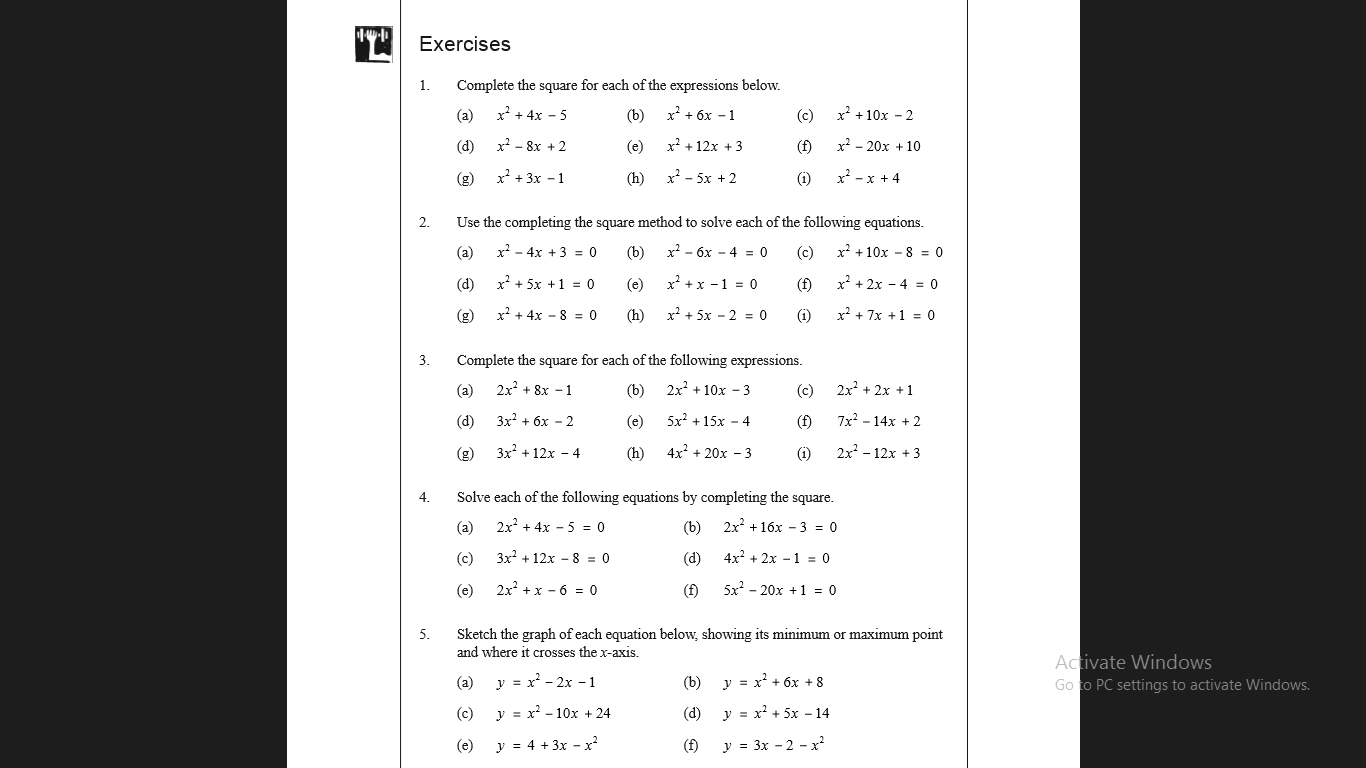 Exercises
1. Complete the square for each of the expressions below.
(a) x² + 4x − 5 (b) x² + 6x − 1 (c) x² + 10x − 2
(d) x² − 8x + 2 (e) x² + 12x + 3 (f) x² − 20x + 10
(g) x² + 3x − 1 (h) x² − 5x + 2 (i) x² − x + 4
2. Use the completing the square method to solve each of the following equations.
(a) x² − 4x + 3 = 0 (b) x² − 6x − 4 = 0 (c) x² + 10x − 8 = 0
(d) x² + 5x + 1 = 0 (e) x² + x − 1 = 0 (f) x² + 2x − 4 = 0
(g) x² + 4x − 8 = 0 (h) x² + 5x − 2 = 0 (i) x² + 7x + 1 = 0
3. Complete the square for each of the following expressions.
(a) 2x² + 8x − 1 (b) 2x² + 10x − 3 (c) 2x² + 2x + 1
(d) 3x² + 6x − 2 (e) 5x² + 15x − 4 (f) 7x² − 14x + 2
(g) 3x² + 12x − 4 (h) 4x² + 20x − 3 (i) 2x² − 12x + 3
4. Solve each of the following equations by completing the square.
(a) 2x² + 4x − 5 = 0 (b) 2x² + 16x − 3 = 0
(c) 3x² + 12x − 8 = 0 (d) 4x² + 2x − 1 = 0
(e) 2x² + x − 6 = 0 (f) 5x² − 20x + 1 = 0
5. Sketch the graph of each equation below, showing its minimum or maximum point
and where it crosses the x-axis.
(a) y = x² − 2x − 1 (b) y = x² + 6x + 8
(c) y = x² − 10x + 24 (d) y = x² + 5x − 14
(e) y = 4 + 3x − x² (f) y = 3x − 2 − x²
Activate Windows
Go to PC settings to activate Windows.